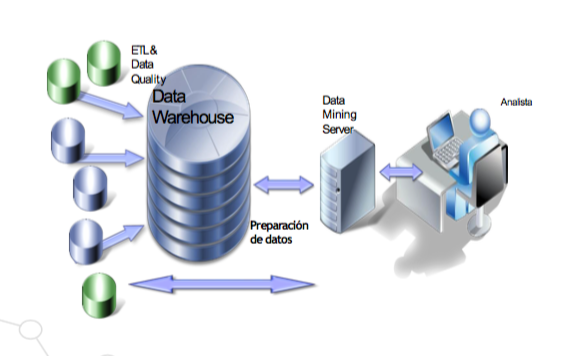 ETL&
Data
Quality
Data
Warehouse
Data
Mining
Server
Analista
Preparación
de datos